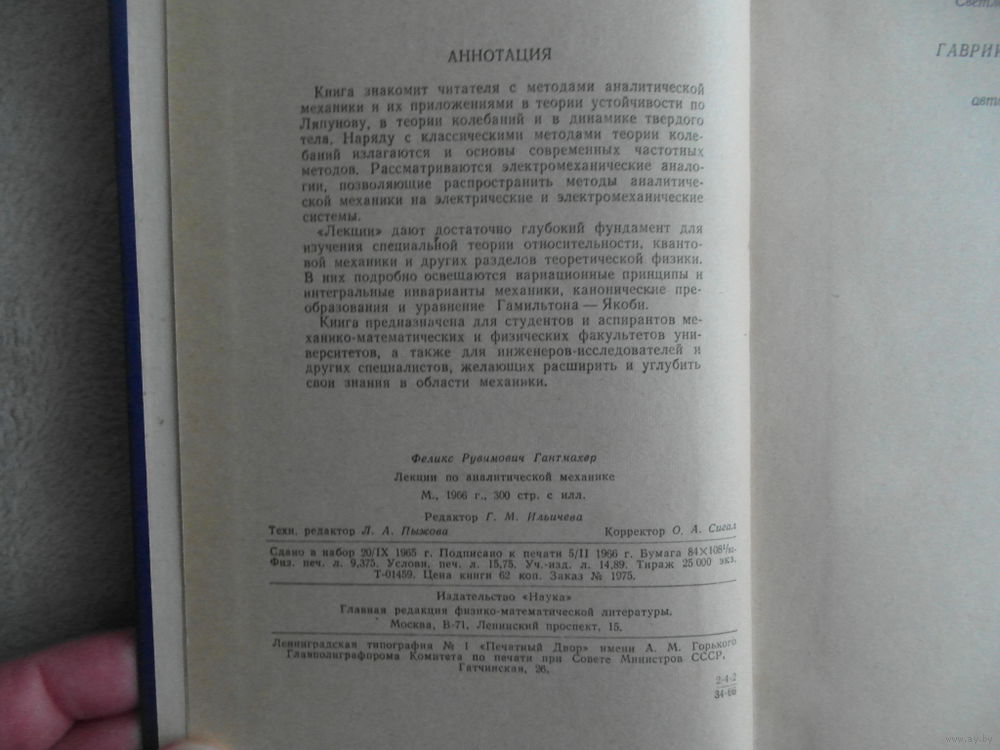 АННОТАЦИЯ
Книга знакомит читателя с методами аналитической
механики и их приложениями в теории устойчивости по
Ляпунову, в теории колебаний и в динамике твердого
тела. Наряду с классическими методами теории коле-
баний излагаются и основы современных частотных
методов. Рассматриваются электромеханические анало-
гии, позволяющие распространить методы аналитиче-
ской механики на электрические и электромеханические
системы.
«Лекции» дают достаточно глубокий фундамент для
изучения специальной теории относительности, кванто-
вой механики и других разделов теоретической физики.
В них подробно освещаются вариационные принципы и
интегральные инварианты механики, канонические пре-
образования и уравнение Гамильтона — Якоби.
Книга предназначена для студентов и аспирантов ме-
ханико-математических и физических факультетов уни-
верситетов, а также для инженеров-исследователей и
других специалистов, желающих расширить и углубить
свои знания в области механики.
Феликс Рувимович Гантмахер
Лекции по аналитической механике
М., 1966 г., 300 стр. с илл.
Редактор Г. М. Ильичева
Техн. редактор Л. А. Пыжова Корректор О. А. Сигал
Сдано в набор 20/IX 1965 г. Подписано к печати 5/II 1966 г. Бумага 84×108¹/₃₂.
Физ. печ. л. 9,375. Условн. печ. л. 15,75. Уч.-изд. л. 14,89. Тираж 25 000 экз.
Т-01459. Цена книги 62 коп. Заказ № 1975.
Издательство «Наука»
Главная редакция физико-математической литературы.
Москва, В-71, Ленинский проспект, 15.
Ленинградская типография № 1 «Печатный Двор» имени А. М. Горького
Главполиграфпрома Комитета по печати при Совете Министров СССР,
Гатчинская, 26.
2-4-2
34-66
ГАВРИ
авто
www.ay.by